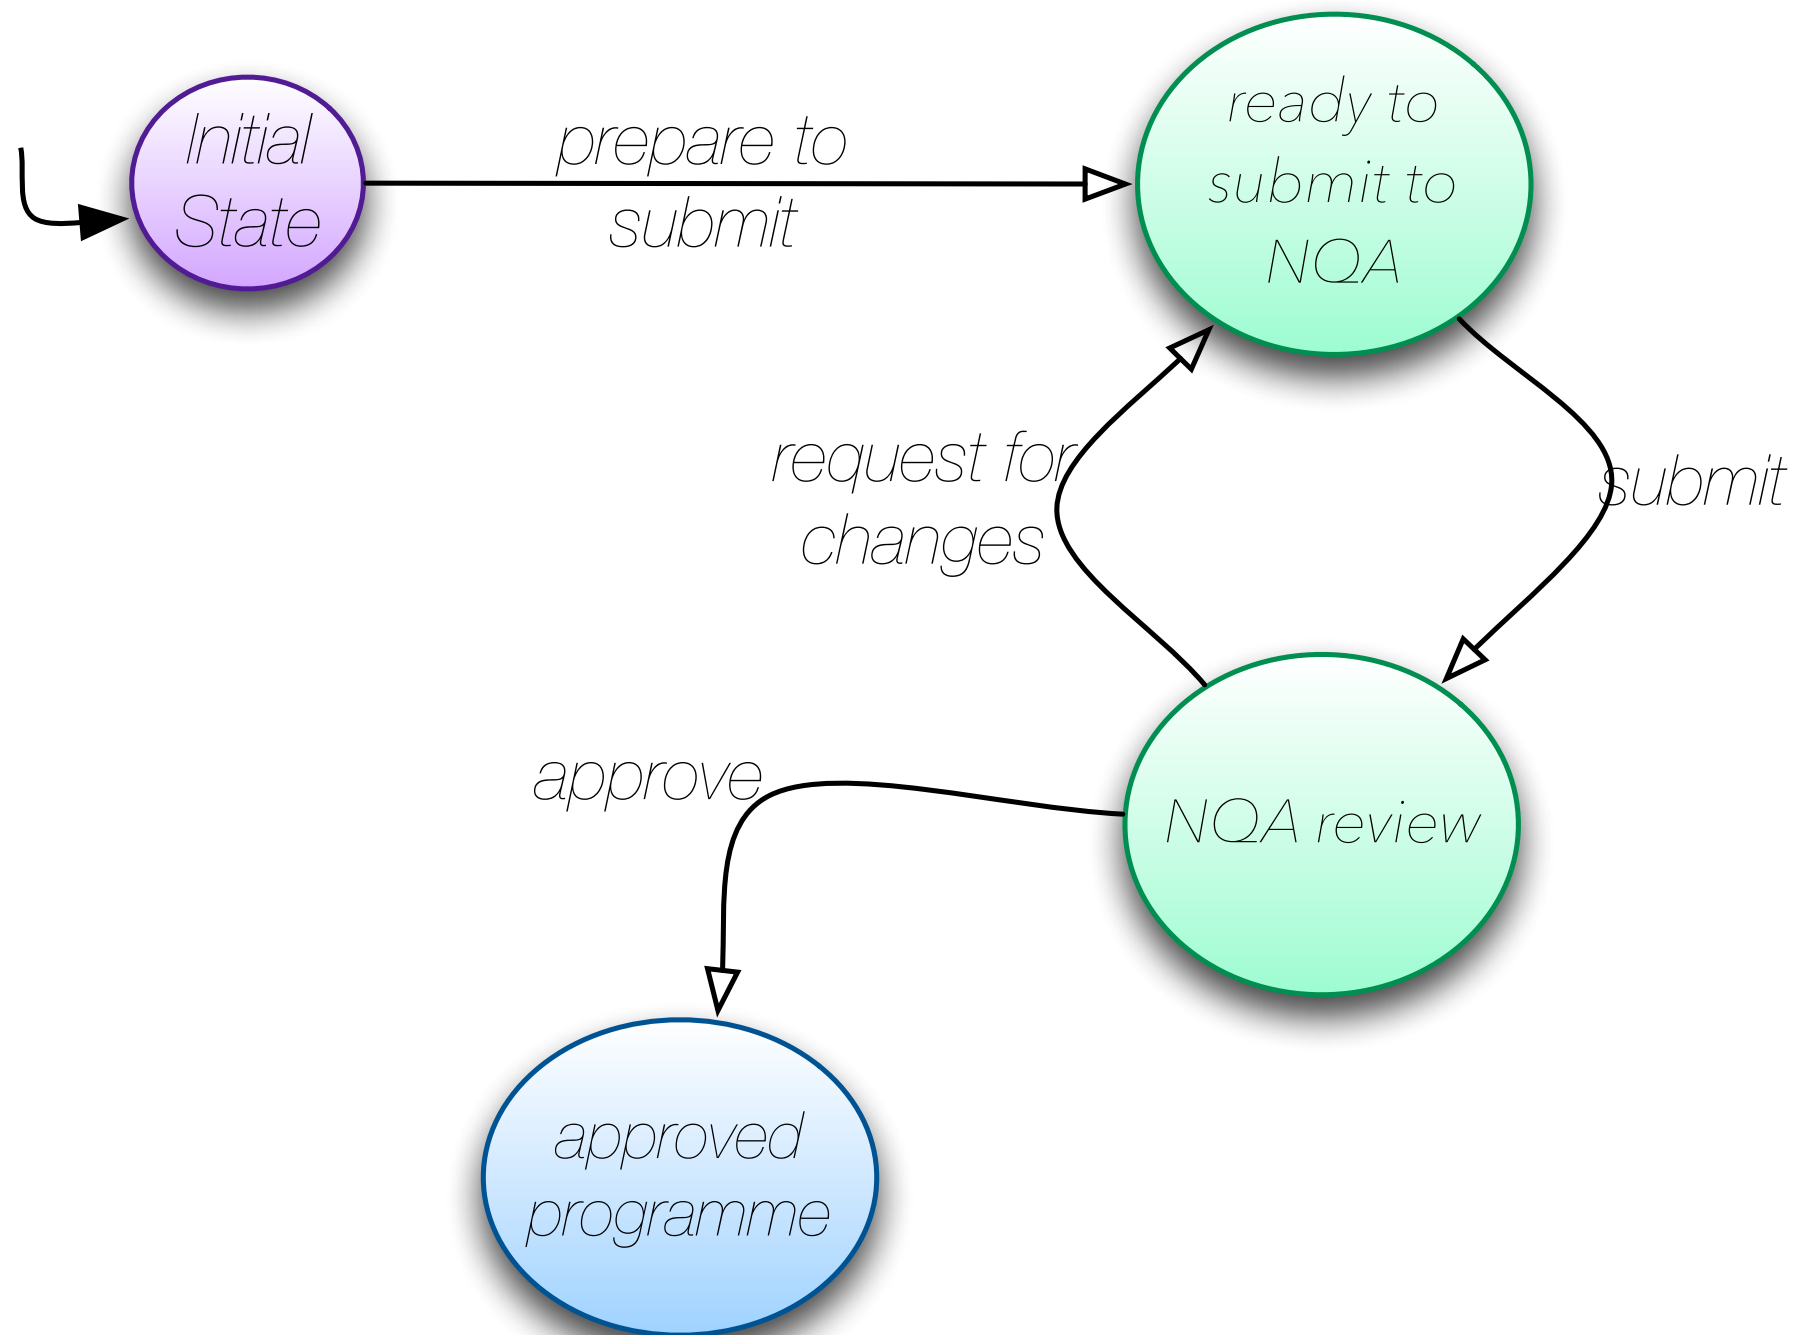 Initial
State
prepare to
submit
ready to
submit to
NQA
request for
changes
submit
approve
NQA review
approved
programme